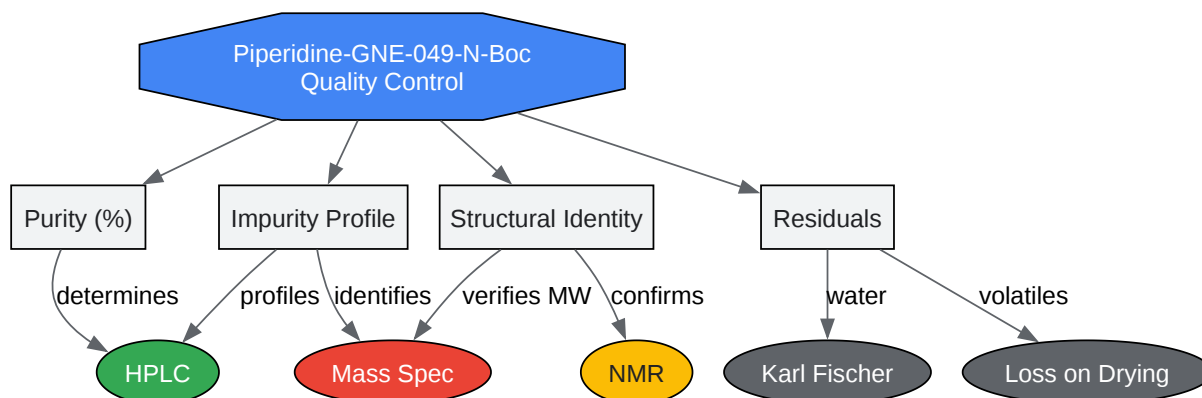 Piperidine-GNE-049-N-Boc
Quality Control
Purity (%)
Impurity Profile
Structural Identity
Residuals
determines
profiles
identifies
verifies MW
confirms
water
volatiles
HPLC
Mass Spec
NMR
Karl Fischer
Loss on Drying